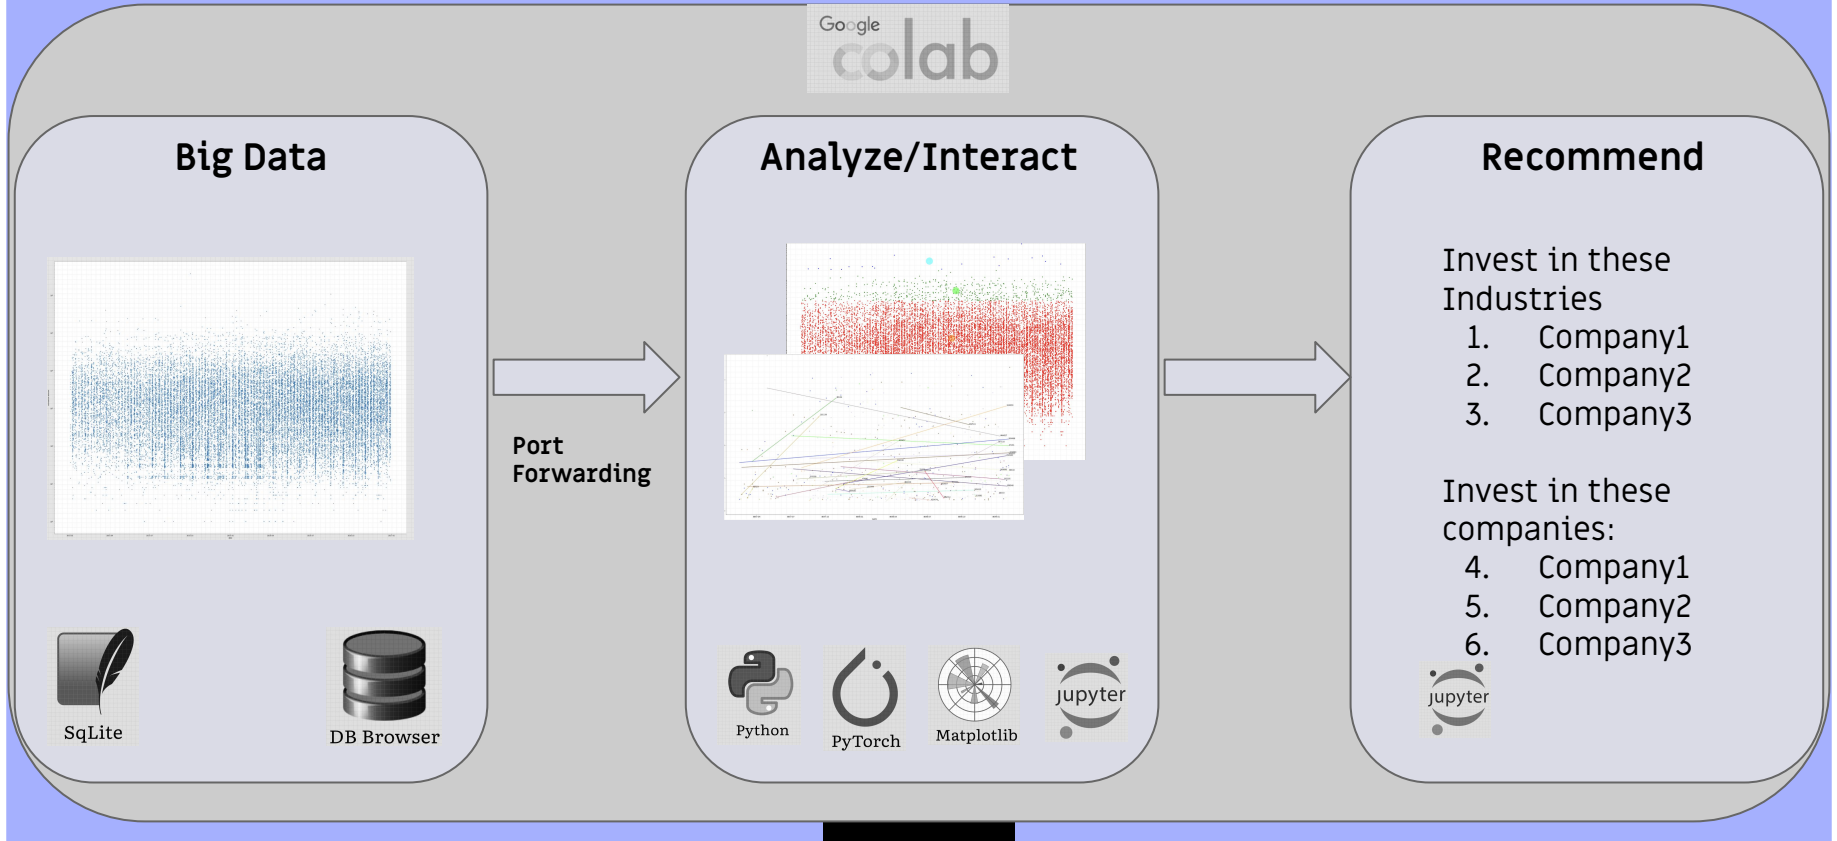 Google
colab
Big Data
Analyze/Interact
Recommend
Port
Forwarding
Invest in these
Industries
1. Company1
2. Company2
3. Company3
Invest in these
companies:
4. Company1
5. Company2
6. Company3
SqLite
DB Browser
Python
PyTorch
Matplotlib
Jupyter
Jupyter